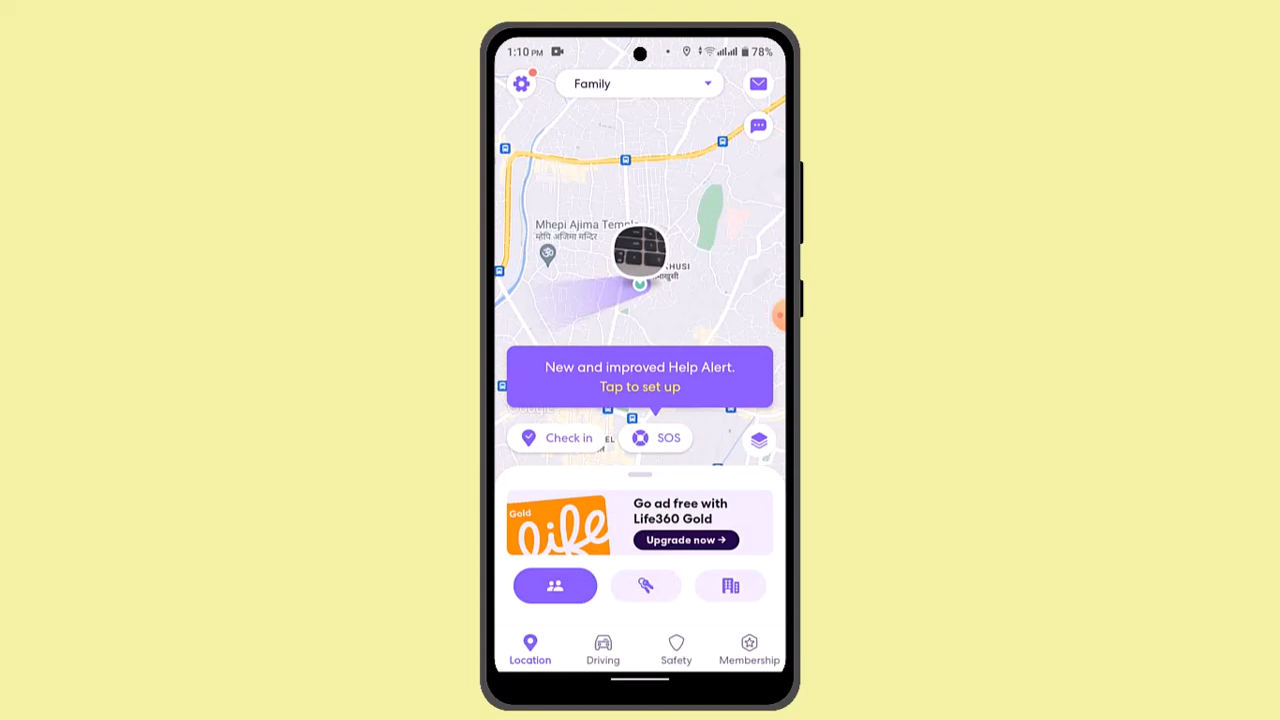 1:10 PM
78%
Family
Mhepi Ajima Temple
म्हेपि अजिमा मन्दिर
KHUSI
New and improved Help Alert.
Tap to set up
Check in
SOS
EL
Gold
life
Go ad free with
Life360 Gold
Upgrade now →
Location
Driving
Safety
Membership